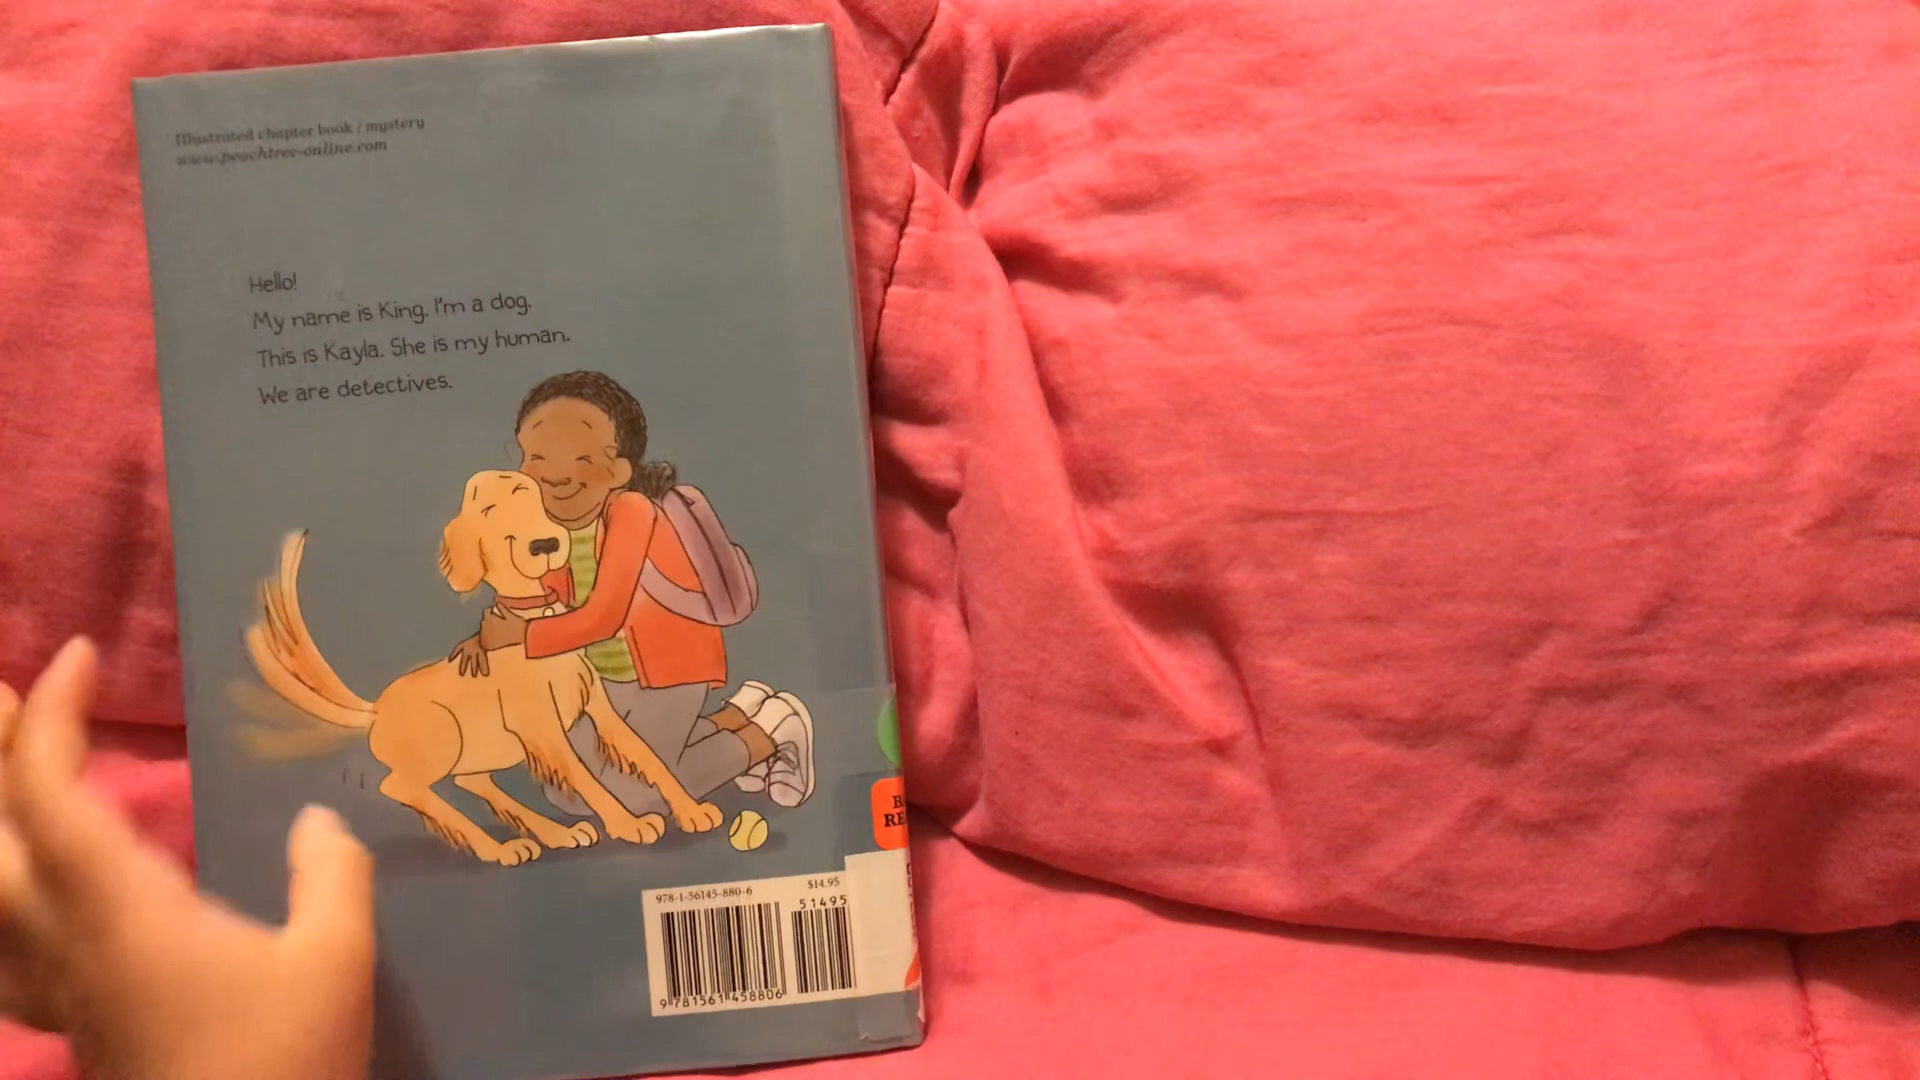 Illustrated chapter book / mystery
www.peachtree-online.com
Hello!
My name is King. I'm a dog.
This is Kayla. She is my human.
We are detectives.
978-1-56145-880-6
$14.95
51495
9 781561 458806